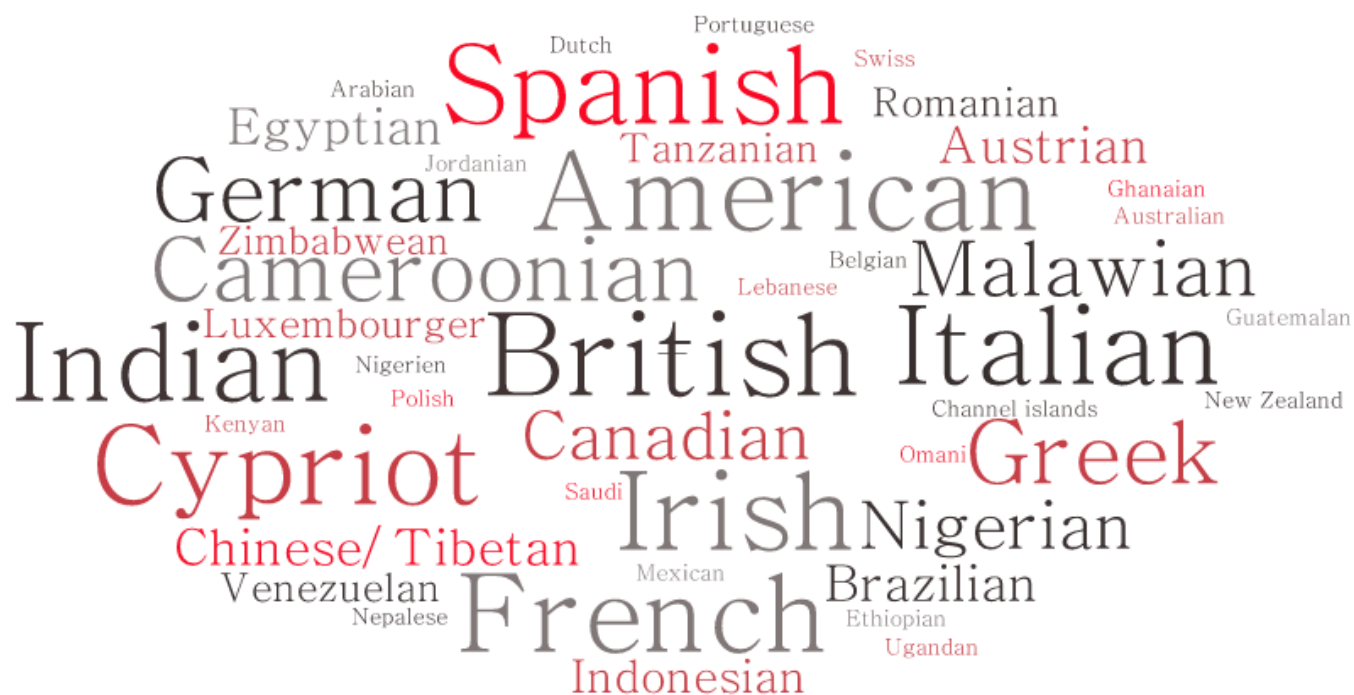 Portuguese
Dutch
Spanish
Swiss
Arabian
Romanian
Egyptian
Tanzanian
Austrian
Jordanian
German
American
Ghanaian
Australian
Zimbabwean
Cameroonian
Belgian
Malawian
Lebanese
Luxembourger
Guatemalan
Indian
British
Italian
Nigerien
Polish
New Zealand
Channel islands
Kenyan
Canadian
Cypriot
Omani
Greek
Saudi
Irish
Nigerian
Chinese/ Tibetan
Mexican
Venezuelan
Brazilian
French
Nepalese
Ethiopian
Ugandan
Indonesian